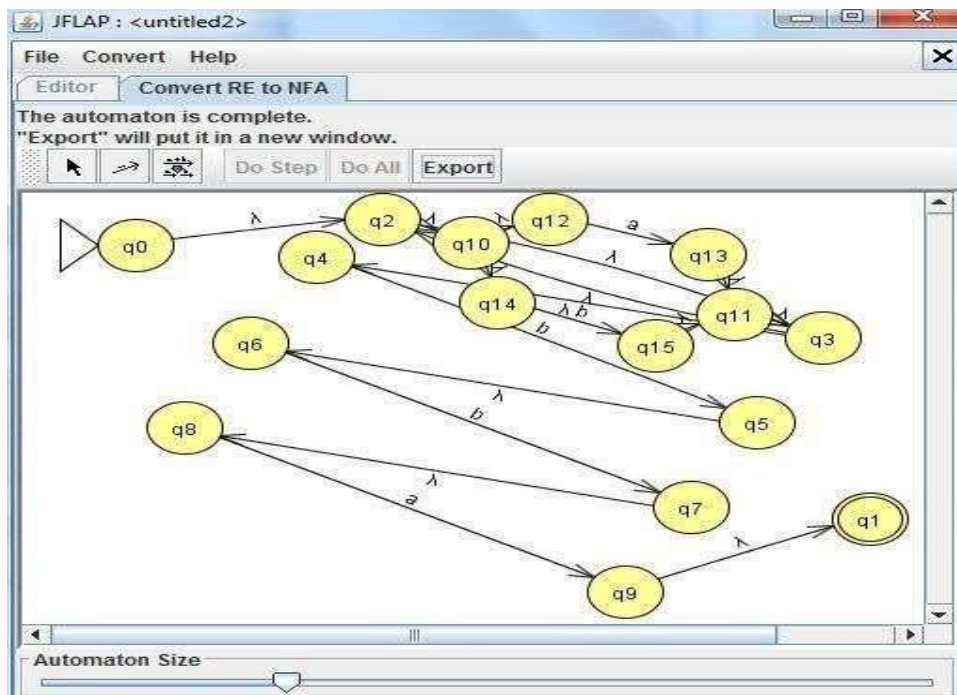 JFLAP : <untitled2>
File Convert Help
Editor Convert RE to NFA
The automaton is complete.
"Export" will put it in a new window.
Do Step Do All Export
λ
q0
q2
q12
a
q4
q10
λ
q13
λ
q14
λ b
q11
λ
q15
q3
b
q6
λ
q5
q8
b
λ
a
q7
λ
q1
q9
Automaton Size